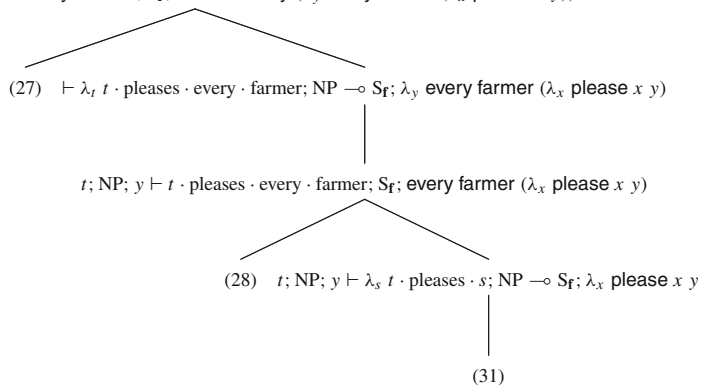 (27) ⊢ λₜ t · pleases · every · farmer; NP ⊸ S𝐟; λᵧ every farmer (λₓ please x y)
t; NP; y ⊢ t · pleases · every · farmer; S𝐟; every farmer (λₓ please x y)
(28) t; NP; y ⊢ λₛ t · pleases · s; NP ⊸ S𝐟; λₓ please x y
(31)